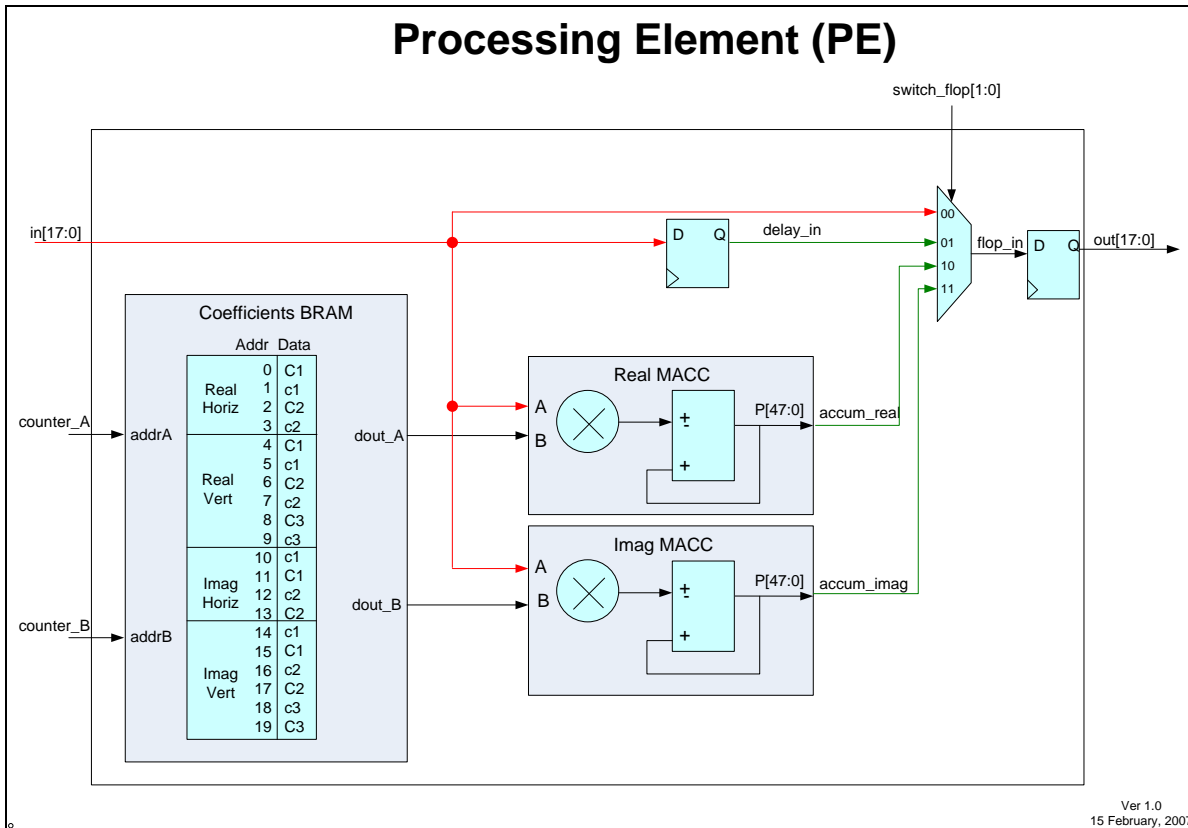 Processing Element (PE)
switch_flop[1:0]
in[17:0]
00
01
10
11
D Q
delay_in
flop_in
D Q
out[17:0]
Coefficients BRAM
Addr Data
Real
Horiz
0 C1
1 c1
2 C2
3 c2
Real
Vert
4 C1
5 c1
6 C2
7 c2
8 C3
9 c3
Imag
Horiz
10 c1
11 C1
12 c2
13 C2
Imag
Vert
14 c1
15 C1
16 c2
17 C2
18 c3
19 C3
counter_A
addrA
dout_A
counter_B
addrB
dout_B
Real MACC
A
B
±
-
+
P[47:0]
accum_real
Imag MACC
A
B
±
-
+
P[47:0]
accum_imag
Ver 1.0
15 February, 2007